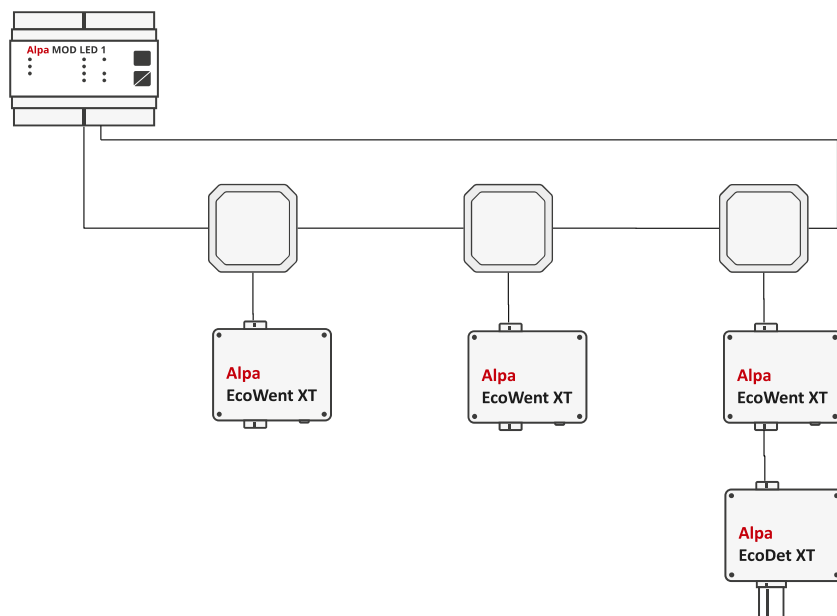 Alpa MOD LED 1
Alpa
EcoWent XT
Alpa
EcoWent XT
Alpa
EcoWent XT
Alpa
EcoDet XT